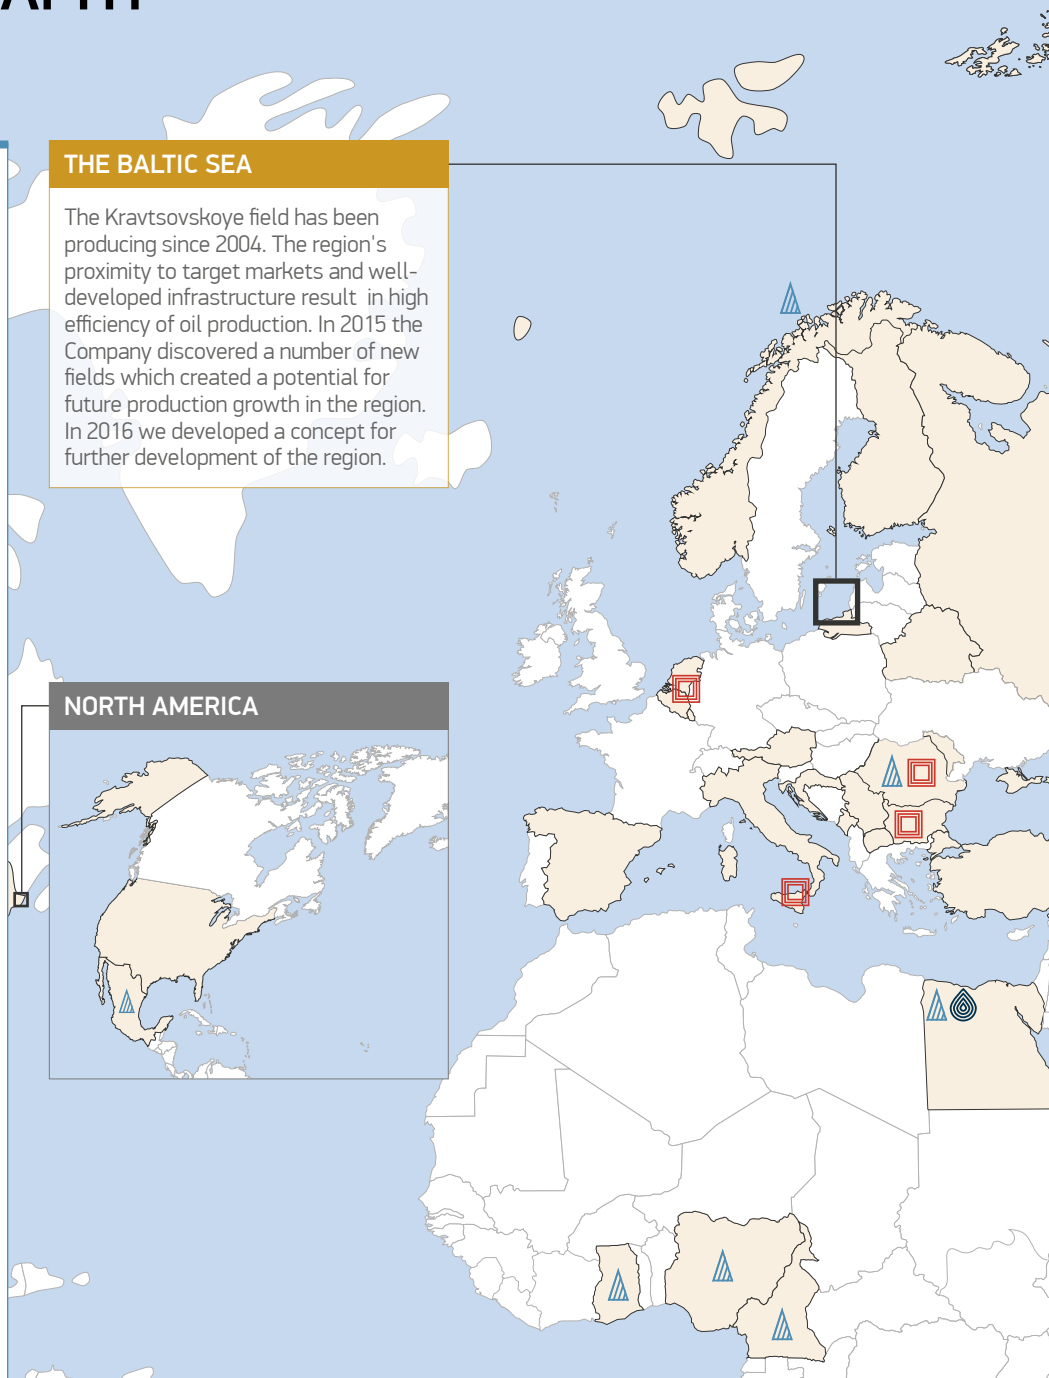 THE BALTIC SEA
The Kravtsovskoye field has been
producing since 2004. The region's
proximity to target markets and well-
developed infrastructure result in high
efficiency of oil production. In 2015 the
Company discovered a number of new
fields which created a potential for
future production growth in the region.
In 2016 we developed a concept for
further development of the region.
NORTH AMERICA